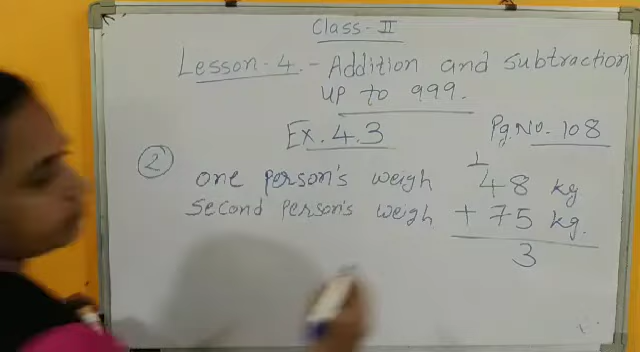 Class - II
Lesson - 4. - Addition and Subtraction
up to 999.
Ex. 4.3
Pg. No. 108
2
1
one person's weigh 48 kg
Second Person's weigh + 75 kg.
3